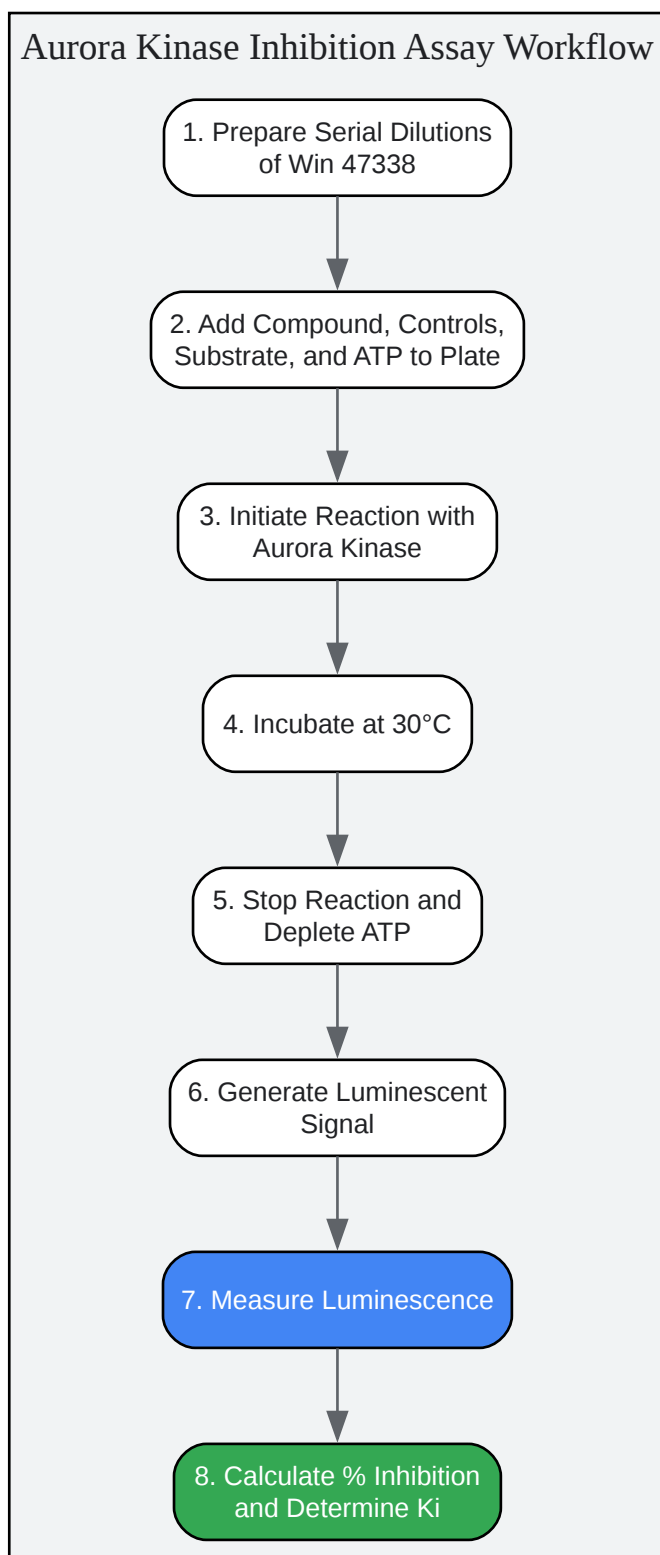 Aurora Kinase Inhibition Assay Workflow
1. Prepare Serial Dilutions
of Win 47338
2. Add Compound, Controls,
Substrate, and ATP to Plate
3. Initiate Reaction with
Aurora Kinase
4. Incubate at 30°C
5. Stop Reaction and
Deplete ATP
6. Generate Luminescent
Signal
7. Measure Luminescence
8. Calculate % Inhibition
and Determine Ki